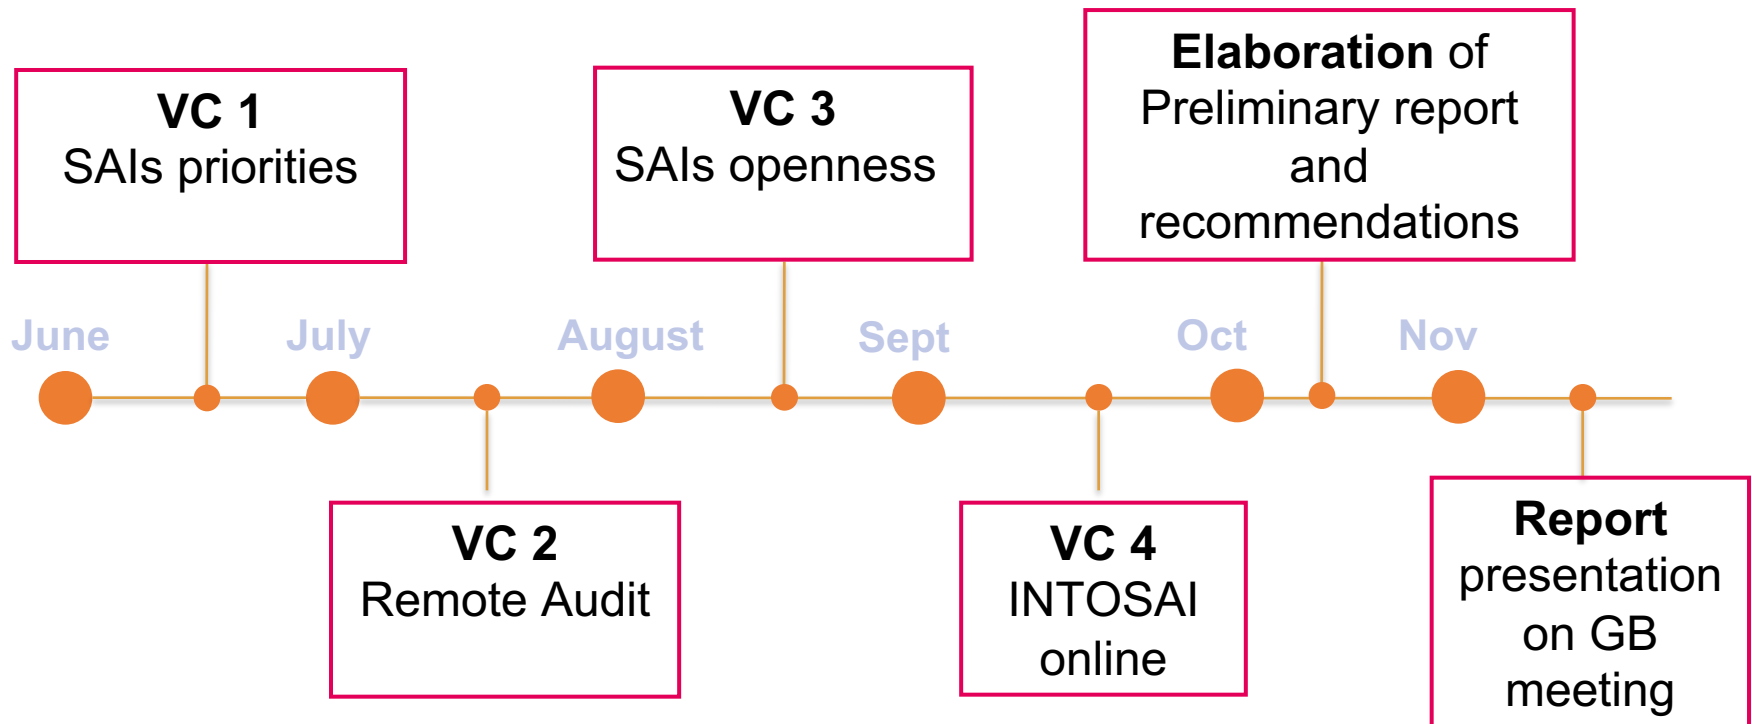 VC 1
SAIs priorities
VC 3
SAIs openness
Elaboration of
Preliminary report
and
recommendations
June
July
August
Sept
Oct
Nov
VC 2
Remote Audit
VC 4
INTOSAI
online
Report
presentation
on GB
meeting